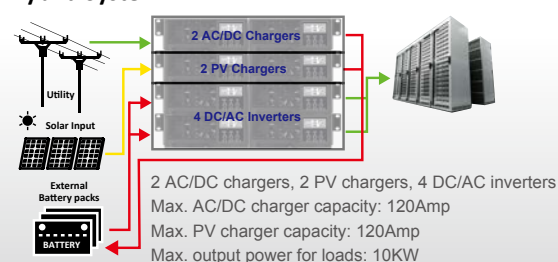 2 AC/DC Chargers
2 PV Chargers
4 DC/AC Inverters
Utility
Solar Input
External
Battery packs
BATTERY
2 AC/DC chargers, 2 PV chargers, 4 DC/AC inverters
Max. AC/DC charger capacity: 120Amp
Max. PV charger capacity: 120Amp
Max. output power for loads: 10KW